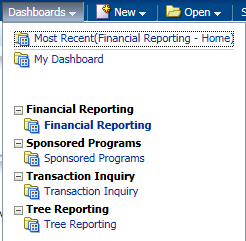 Dashboards New Open S
Most Recent(Financial Reporting - Home)
My Dashboard
Financial Reporting
Financial Reporting
Sponsored Programs
Sponsored Programs
Transaction Inquiry
Transaction Inquiry
Tree Reporting
Tree Reporting